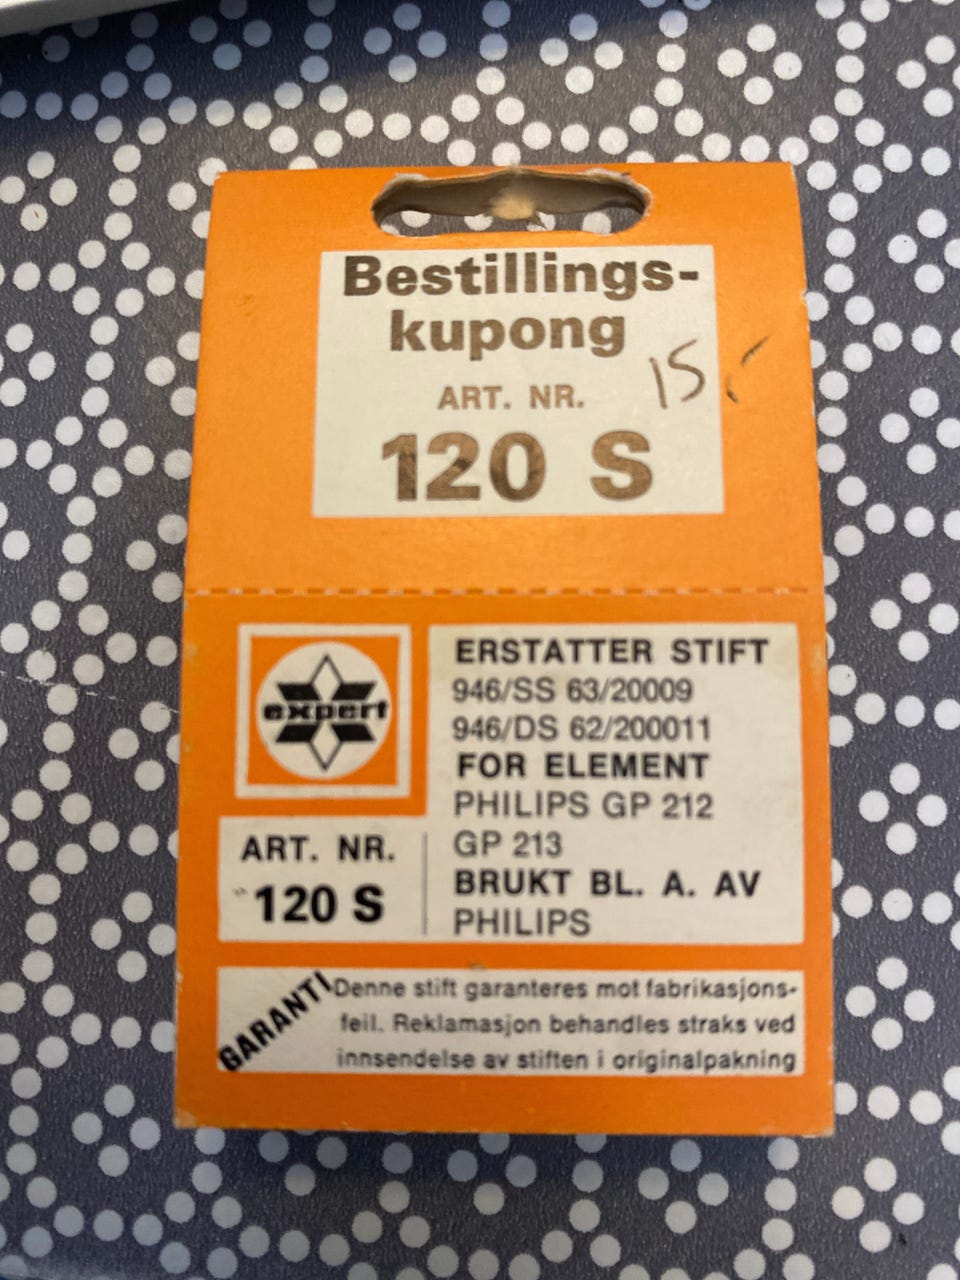 Bestillings-
kupong
15,-
ART. NR.
120 S
expert
ART. NR.
120 S
ERSTATTER STIFT
946/SS 63/20009
946/DS 62/200011
FOR ELEMENT
PHILIPS GP 212
GP 213
BRUKT BL. A. AV
PHILIPS
GARANTI
Denne stift garanteres mot fabrikasjons-
feil. Reklamasjon behandles straks ved
innsendelse av stiften i originalpakning